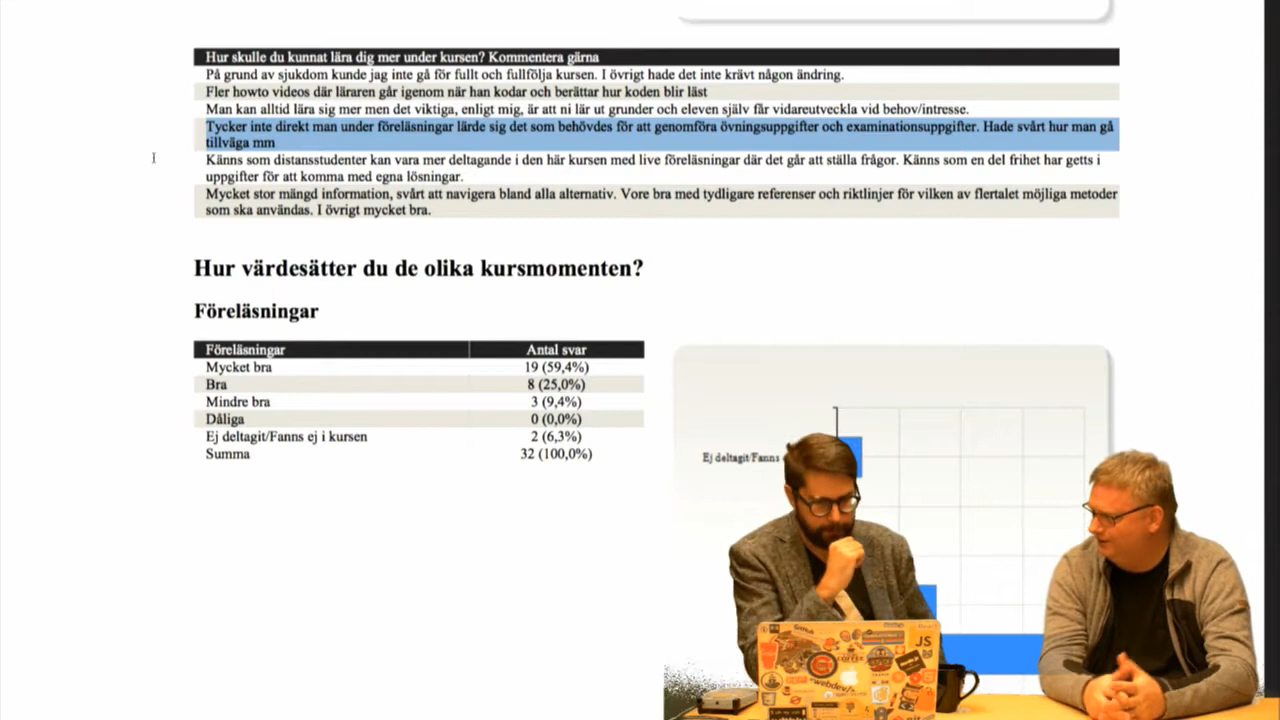 Hur skulle du kunnat lära dig mer under kursen? Kommentera gärna
På grund av sjukdom kunde jag inte gå för fullt och fullfölja kursen. I övrigt hade det inte krävt någon ändring.
Fler howto videos där läraren går igenom när han kodar och berättar hur koden blir läst
Man kan alltid lära sig mer men det viktiga, enligt mig, är att ni lär ut grunder och eleven själv får vidareutveckla vid behov/intresse.
Tycker inte direkt man under föreläsningar lärde sig det som behövdes för att genomföra övningsuppgifter och examinationsuppgifter. Hade svårt hur man gå
tillväga mm
Känns som distansstudenter kan vara mer deltagande i den här kursen med live föreläsningar där det går att ställa frågor. Känns som en del frihet har getts i
uppgifter för att komma med egna lösningar.
Mycket stor mängd information, svårt att navigera bland alla alternativ. Vore bra med tydligare referenser och riktlinjer för vilken av flertalet möjliga metoder
som ska användas. I övrigt mycket bra.
Hur värdesätter du de olika kursmomenten?
Föreläsningar
Föreläsningar Antal svar
Mycket bra 19 (59,4%)
Bra 8 (25,0%)
Mindre bra 3 (9,4%)
Dåliga 0 (0,0%)
Ej deltagit/Fanns ej i kursen 2 (6,3%)
Summa 32 (100,0%)
Ej deltagit/Fanns
JS
COFFEE
webdev/
git